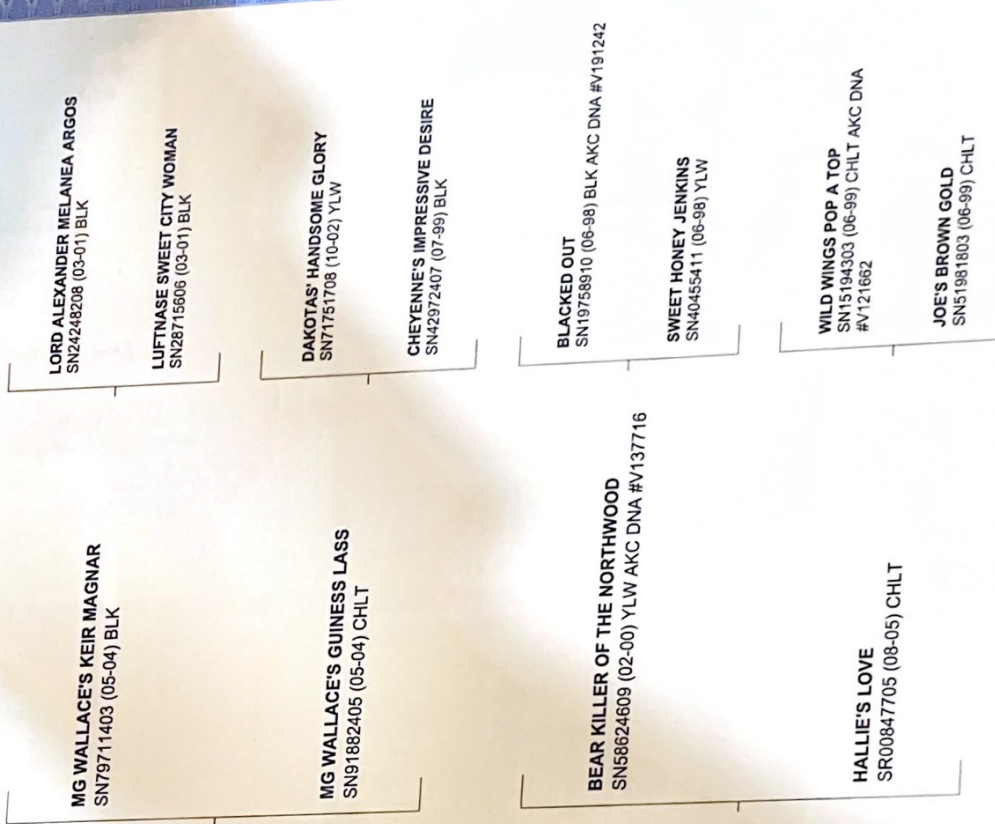 MG WALLACE'S KEIR MAGNAR
SN79711403 (05-04) BLK
MG WALLACE'S GUINESS LASS
SN91882405 (05-04) CHLT
BEAR KILLER OF THE NORTHWOOD
SN58624609 (02-00) YLW AKC DNA #V137716
HALLIE'S LOVE
SR00847705 (08-05) CHLT
LORD ALEXANDER MELANEA ARGOS
SN24248208 (03-01) BLK
LUFTNASE SWEET CITY WOMAN
SN28715606 (03-01) BLK
DAKOTAS' HANDSOME GLORY
SN71751708 (10-02) YLW
CHEYENNE'S IMPRESSIVE DESIRE
SN42972407 (07-99) BLK
BLACKED OUT
SN19758910 (06-98) BLK AKC DNA #V191242
SWEET HONEY JENKINS
SN40455411 (06-98) YLW
WILD WINGS POP A TOP
SN15194303 (06-99) CHLT AKC DNA
#V121662
JOE'S BROWN GOLD
SN51981803 (06-99) CHLT